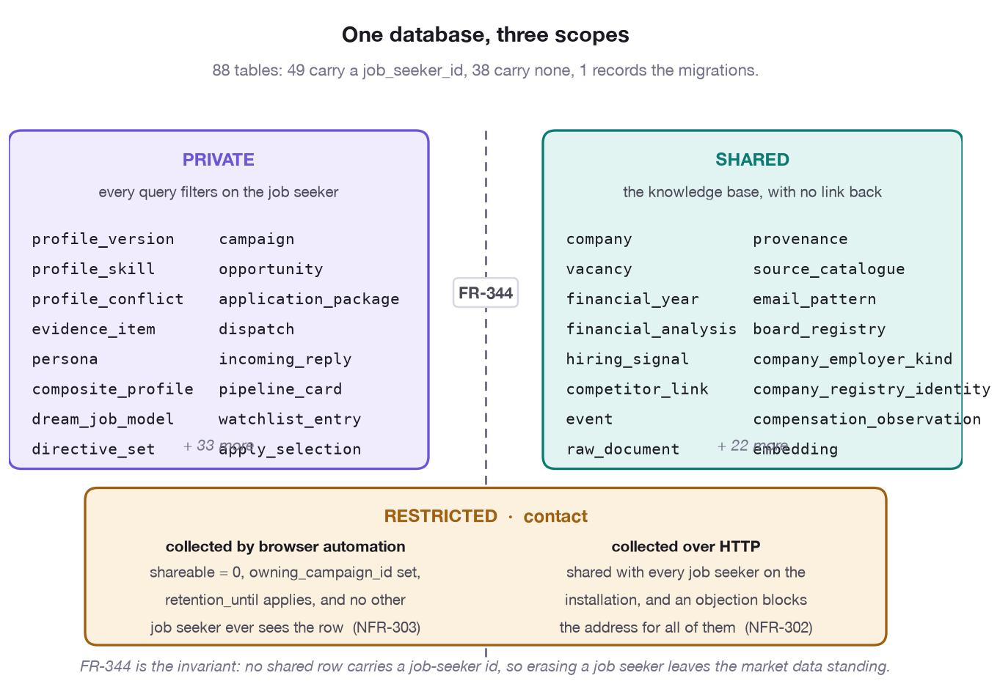 One database, three scopes
88 tables: 49 carry a job_seeker_id, 38 carry none, 1 records the migrations.
PRIVATE
every query filters on the job seeker
profile_version campaign
profile_skill opportunity
profile_conflict application_package
evidence_item dispatch
persona incoming_reply
composite_profile pipeline_card
dream_job_model watchlist_entry
directive_set apply_selection
+ 33 more
FR-344
SHARED
the knowledge base, with no link back
company provenance
vacancy source_catalogue
financial_year email_pattern
financial_analysis board_registry
hiring_signal company_employer_kind
competitor_link company_registry_identity
event compensation_observation
raw_document embedding
+ 22 more
RESTRICTED · contact
collected by browser automation
shareable = 0, owning_campaign_id set,
retention_until applies, and no other
job seeker ever sees the row (NFR-303)
collected over HTTP
shared with every job seeker on the
installation, and an objection blocks
the address for all of them (NFR-302)
FR-344 is the invariant: no shared row carries a job-seeker id, so erasing a job seeker leaves the market data standing.